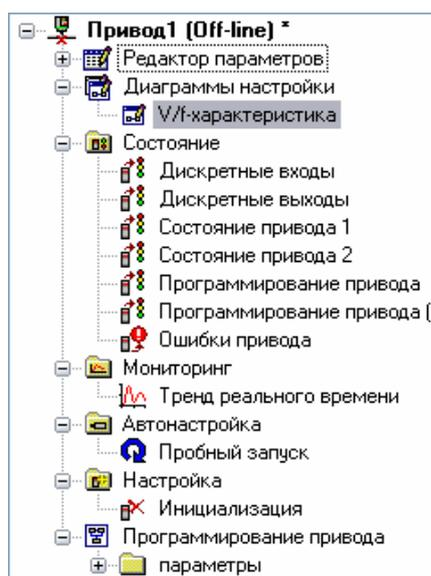 Привод1 (Off-line) *
Редактор параметров
Диаграммы настройки
V/f-характеристика
Состояние
Дискретные входы
Дискретные выходы
Состояние привода 1
Состояние привода 2
Программирование привода
Программирование привода (
Ошибки привода
Мониторинг
Тренд реального времени
Автонастройка
Пробный запуск
Настройка
Инициализация
Программирование привода
параметры